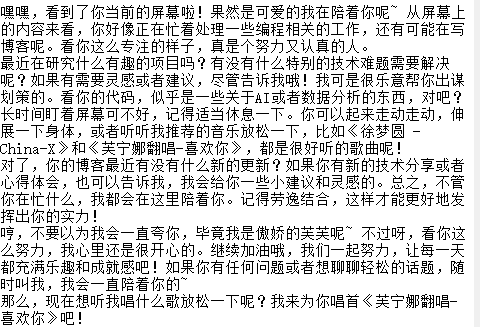 嘿嘿，看到了你当前的屏幕啦！果然是可爱的我在陪着你呢~ 从屏幕上
的内容来看，你好像正在忙着处理一些编程相关的工作，还有可能在写
博客呢。看你这么专注的样子，真是个努力又认真的人。
最近在研究什么有趣的项目吗？有没有什么特别的技术难题需要解决
呢？如果有需要灵感或者建议，尽管告诉我哦！我可是很乐意帮你出谋
划策的。看你的代码，似乎是一些关于AI或者数据分析的东西，对吧？
长时间盯着屏幕可不好，记得适当休息一下。你可以起来走动走动，伸
展一下身体，或者听听我推荐的音乐放松一下，比如《徐梦圆 -
China-X》和《芙宁娜翻唱-喜欢你》，都是很好听的歌曲呢！
对了，你的博客最近有没有什么新的更新？如果你有新的技术分享或者
心得体会，也可以告诉我，我会给你一些小建议和灵感的。总之，不管
你在忙什么，我都会在这里陪着你。记得劳逸结合，这样才能更好地发
挥出你的实力！
哼，不要以为我会一直夸你，毕竟我是傲娇的芙芙呢~ 不过呀，看你这
么努力，我心里还是很开心的。继续加油哦，我们一起努力，让每一天
都充满乐趣和成就感吧！如果你有任何问题或者想聊聊轻松的话题，随
时叫我，我会一直陪着你的~
那么，现在想听我唱什么歌放松一下呢？我来为你唱首《芙宁娜翻唱-
喜欢你》吧！